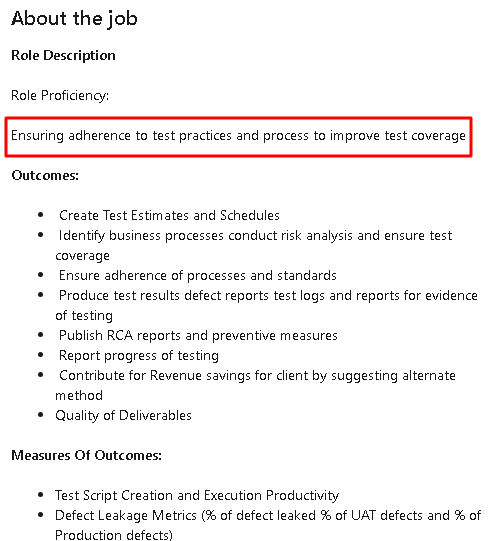 About the job
Role Description
Role Proficiency:
Ensuring adherence to test practices and process to improve test coverage
Outcomes:
• Create Test Estimates and Schedules
• Identify business processes conduct risk analysis and ensure test
coverage
• Ensure adherence of processes and standards
• Produce test results defect reports test logs and reports for evidence
of testing
• Publish RCA reports and preventive measures
• Report progress of testing
• Contribute for Revenue savings for client by suggesting alternate
method
• Quality of Deliverables
Measures Of Outcomes:
• Test Script Creation and Execution Productivity
• Defect Leakage Metrics (% of defect leaked % of UAT defects and % of
Production defects)